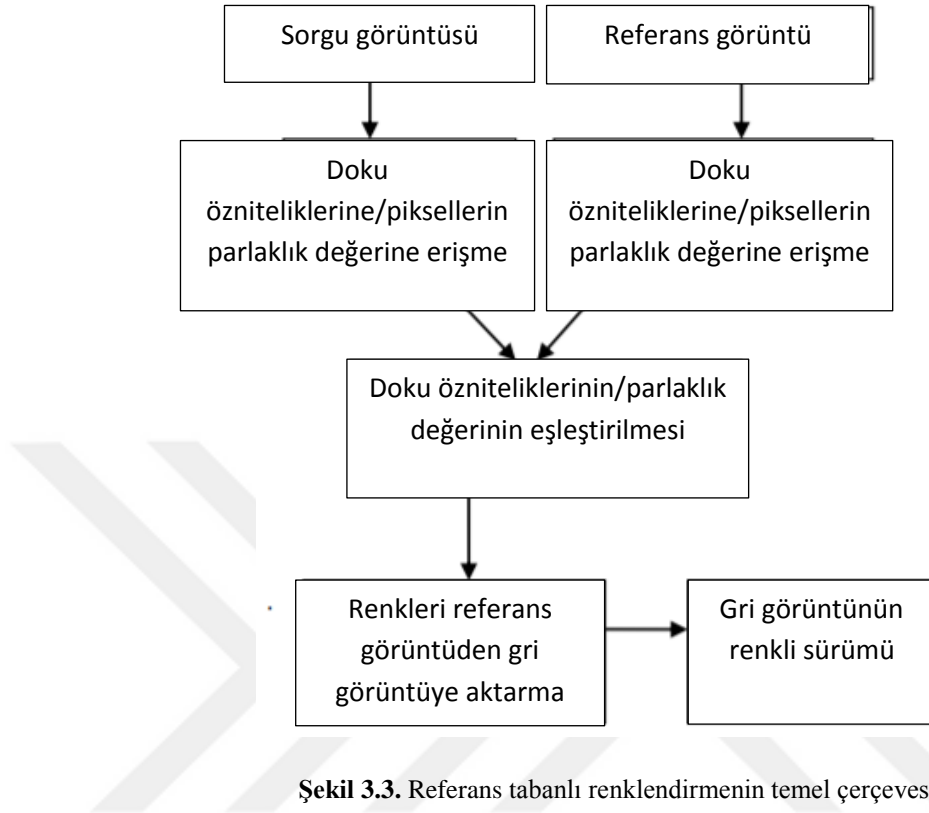 Sorgu görüntüsü
Referans görüntü
Doku
özniteliklerine/piksellerin
parlaklık değerine erişme
Doku
özniteliklerine/piksellerin
parlaklık değerine erişme
Doku özniteliklerinin/parlaklık
değerinin eşleştirilmesi
Renkleri referans
görüntüden gri
görüntüye aktarma
Gri görüntünün
renkli sürümü
Şekil 3.3. Referans tabanlı renklendirmenin temel çerçeves